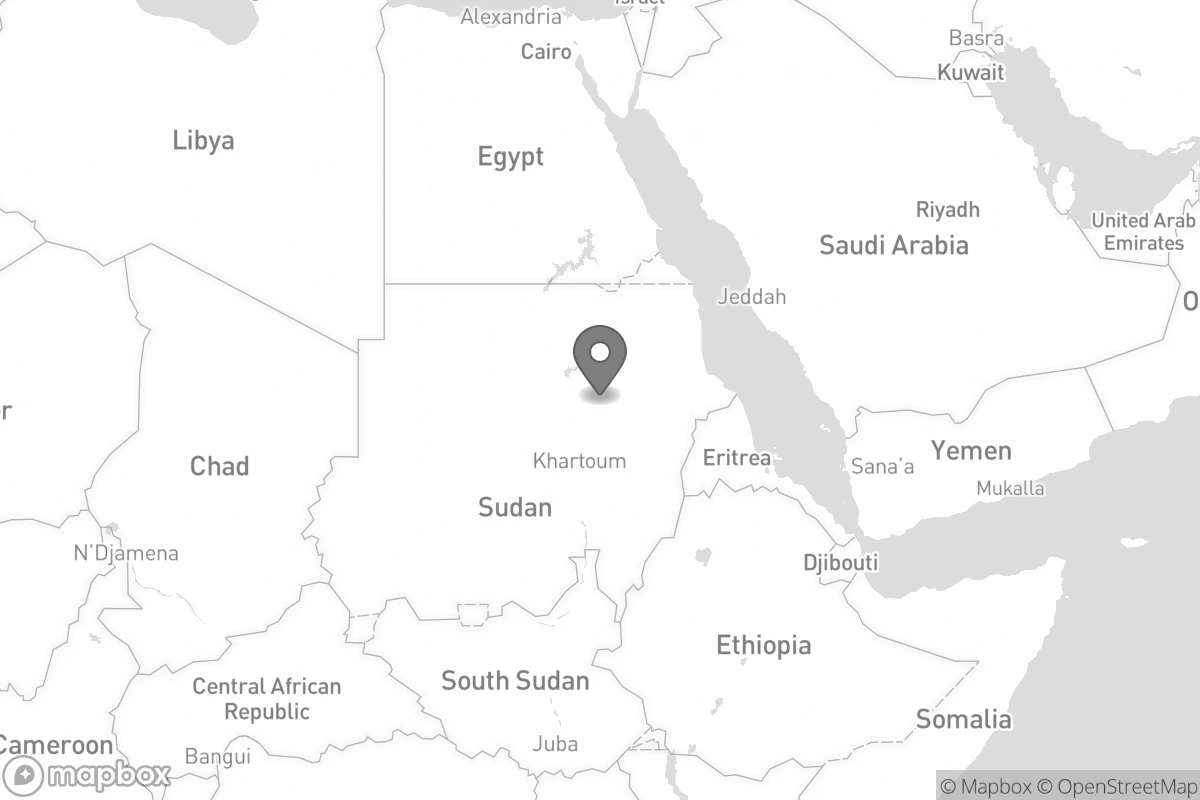 Israel
Alexandria
Cairo
Basra
Kuwait
Libya
Egypt
Riyadh
United Arab
Emirates
Saudi Arabia
Jeddah
O
er
Chad
Khartoum
Eritrea
Sana’a
Yemen
Mukalla
Sudan
N’Djamena
Djibouti
Ethiopia
Central African
Republic
South Sudan
Somalia
Cameroon
Bangui
Juba
mapbox
© Mapbox © OpenStreetMap